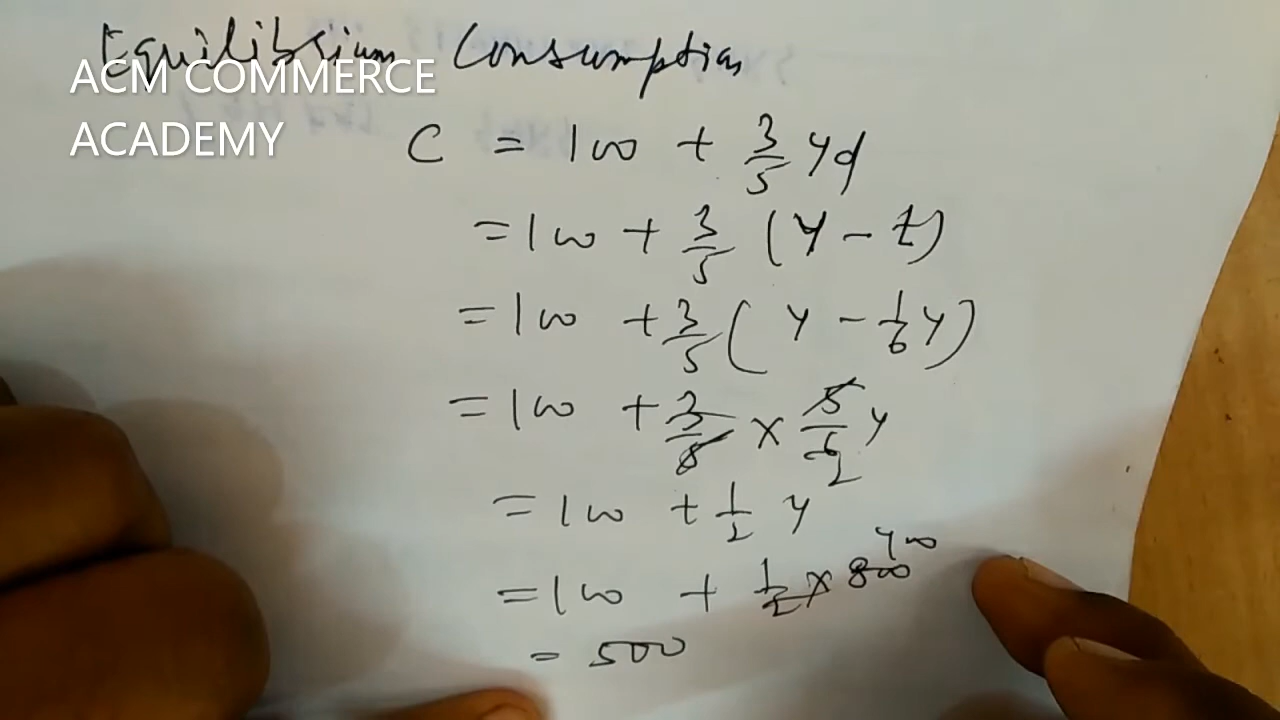 Equilibrium Consumption
ACM COMMERCE
ACADEMY
C = 100 + 3/5 Yd
= 100 + 3/5 (Y - t)
= 100 + 3/5 (Y - 1/6 Y)
= 100 + 3/5 × 5/6 Y
2
= 100 + 1/2 Y
400
= 100 + 1/2 × 800
= 500